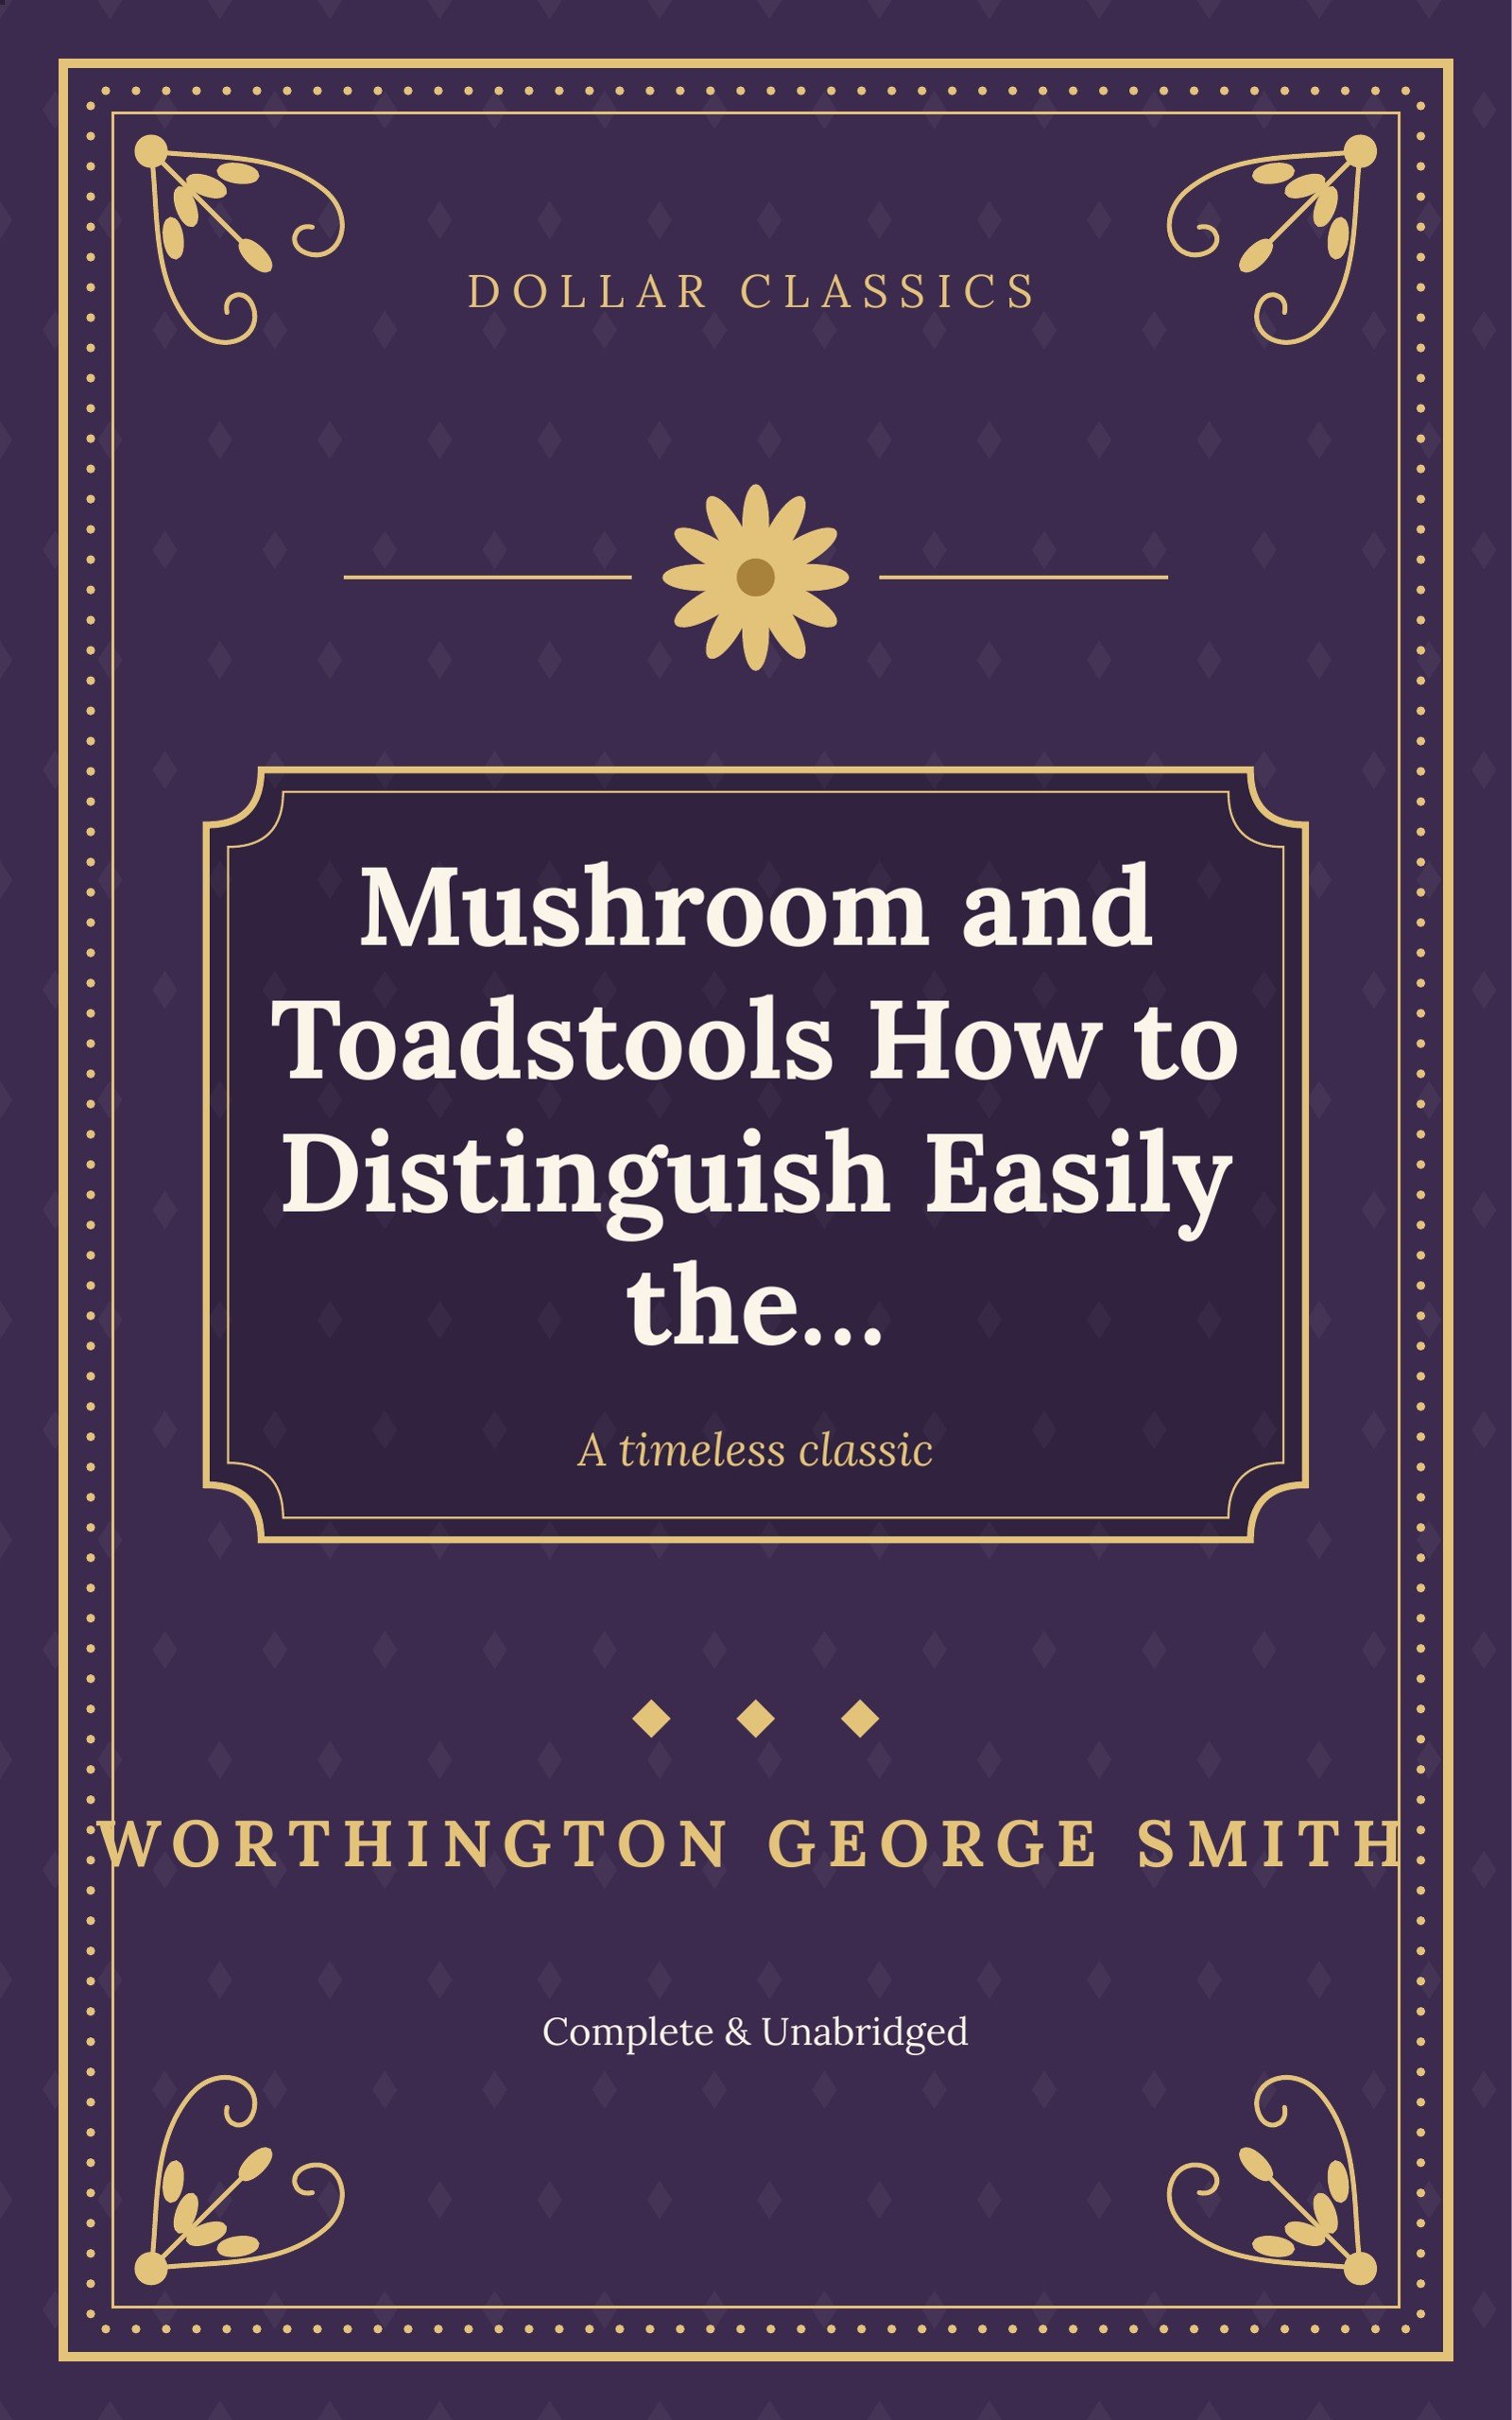 DOLLAR CLASSICS
Mushroom and
Toadstools How to
Distinguish Easily
the...
A timeless classic
WORTHINGTON GEORGE SMITH
Complete & Unabridged